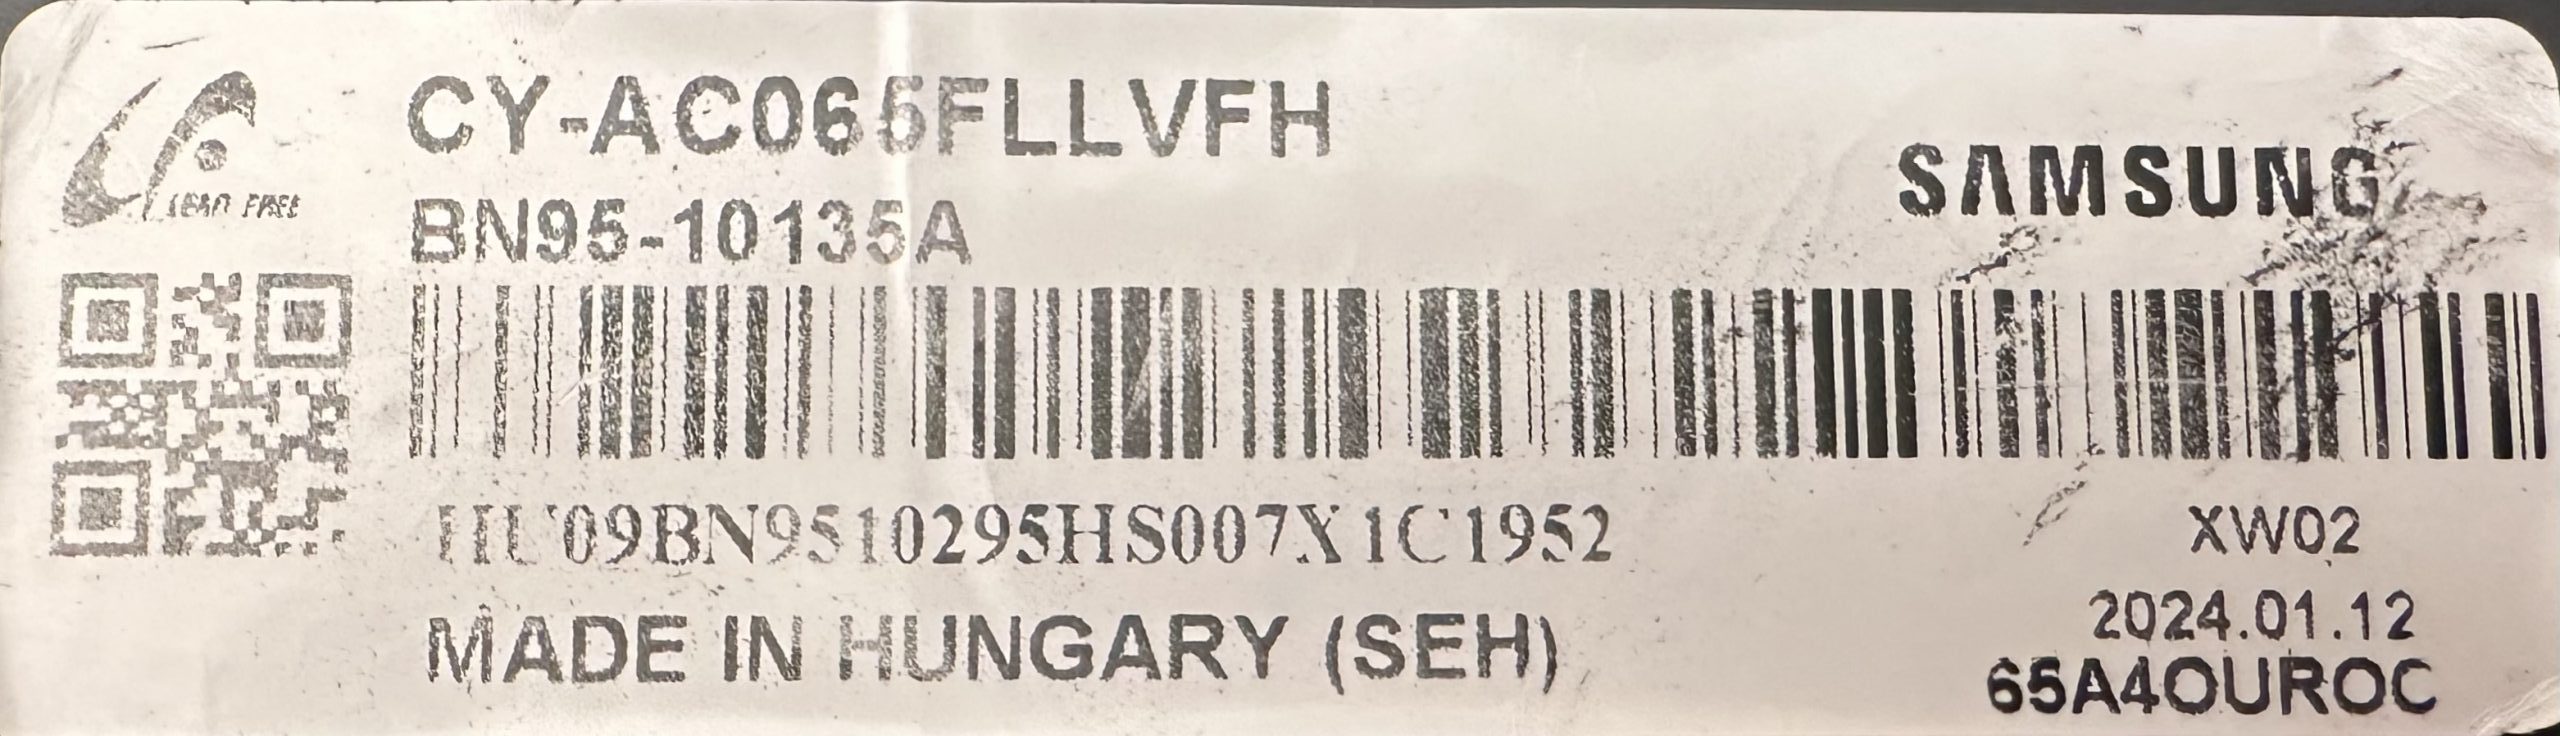 CY-AC065FLLVFH
LEAD FREE
BN95-10135A
SAMSUNG
HU09BN9510295HS007X1C1952
XW02
MADE IN HUNGARY (SEH)
2024.01.12
65A4OUROC